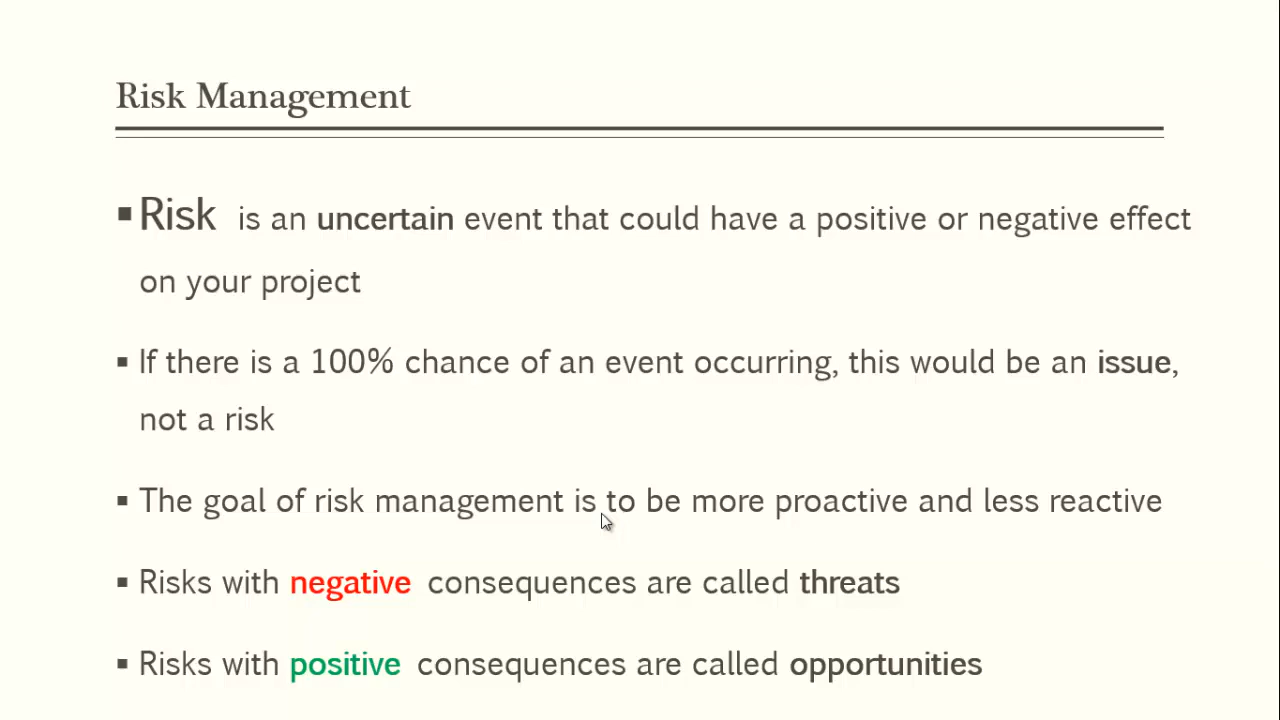 Risk Management
▪Risk is an uncertain event that could have a positive or negative effect
on your project
▪ If there is a 100% chance of an event occurring, this would be an issue,
not a risk
▪ The goal of risk management is to be more proactive and less reactive
▪ Risks with negative consequences are called threats
▪ Risks with positive consequences are called opportunities